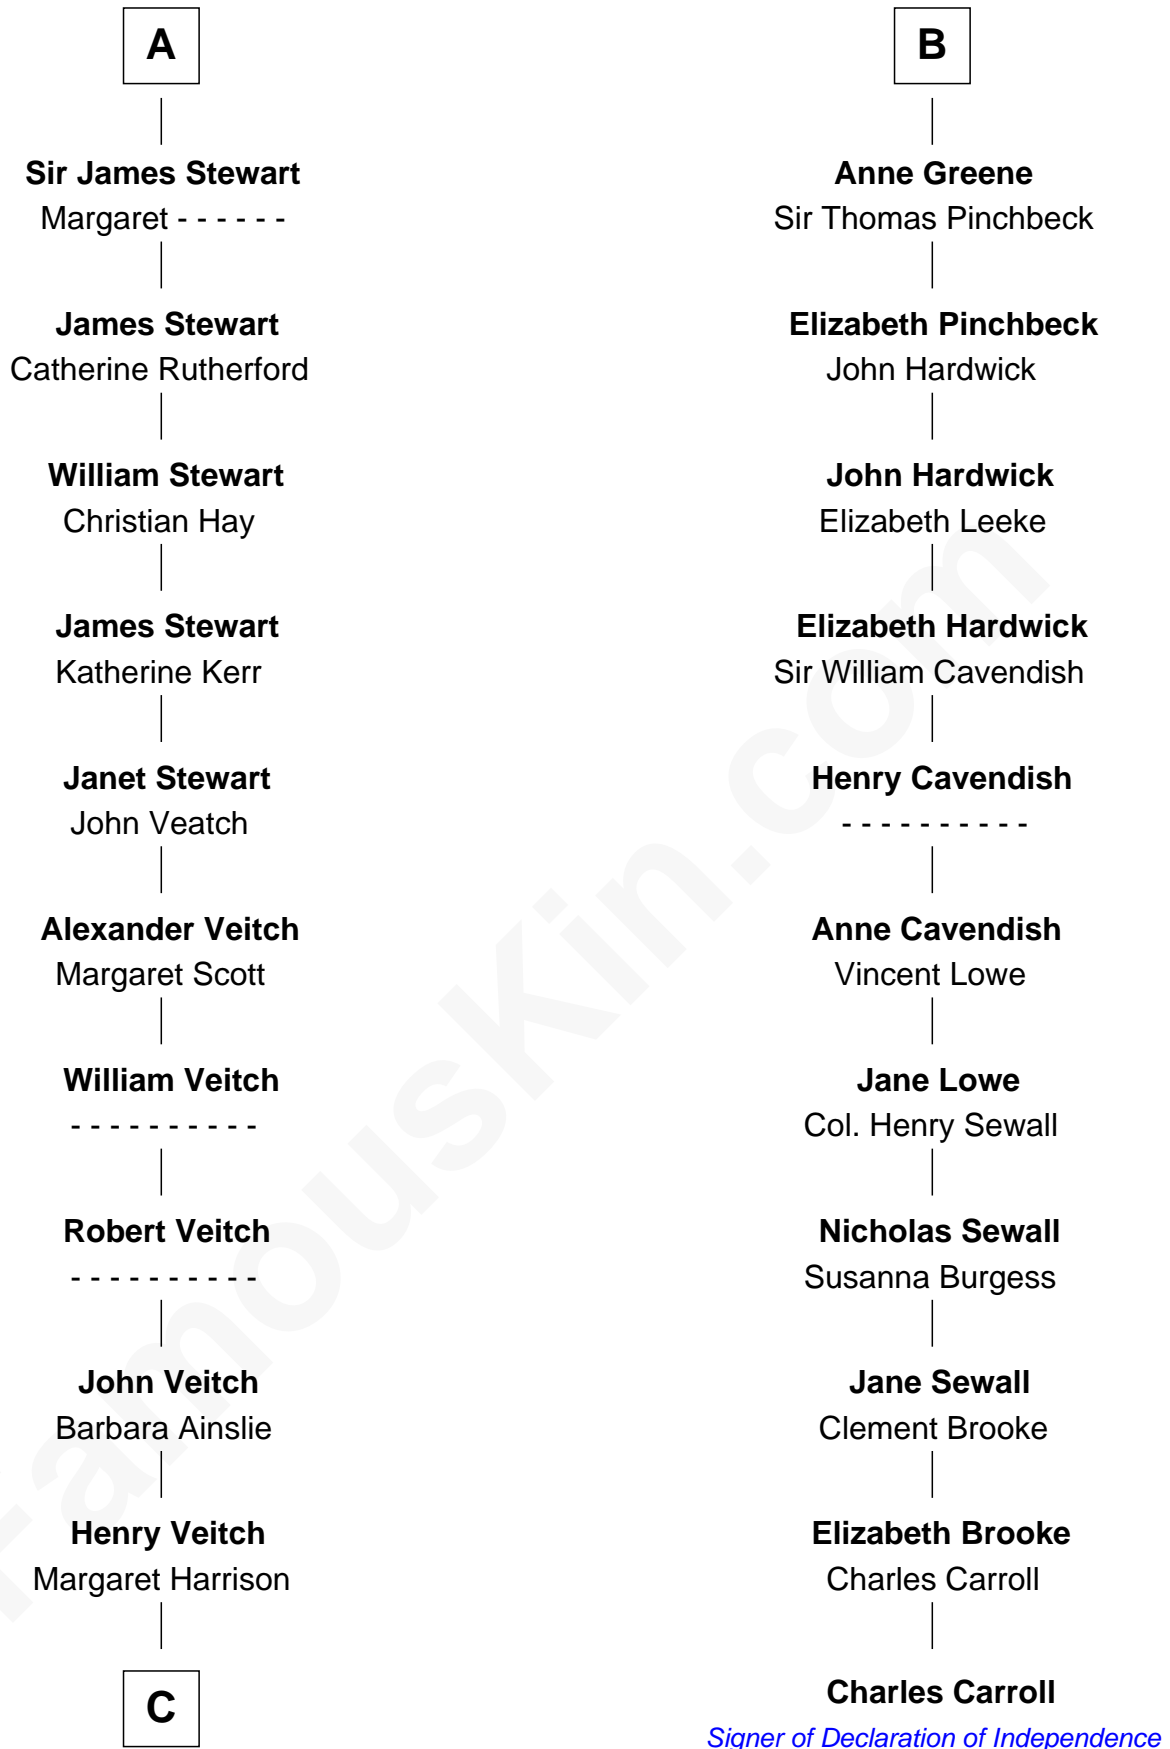 A
Sir James Stewart
Margaret - - - - - -
James Stewart
Catherine Rutherford
William Stewart
Christian Hay
James Stewart
Katherine Kerr
Janet Stewart
John Veatch
Alexander Veitch
Margaret Scott
William Veitch
- - - - - - - - - -
Robert Veitch
- - - - - - - - - -
John Veitch
Barbara Ainslie
Henry Veitch
Margaret Harrison
C
B
Anne Greene
Sir Thomas Pinchbeck
Elizabeth Pinchbeck
John Hardwick
John Hardwick
Elizabeth Leeke
Elizabeth Hardwick
Sir William Cavendish
Henry Cavendish
- - - - - - - - - -
Anne Cavendish
Vincent Lowe
Jane Lowe
Col. Henry Sewall
Nicholas Sewall
Susanna Burgess
Jane Sewall
Clement Brooke
Elizabeth Brooke
Charles Carroll
Charles Carroll
Signer of Declaration of Independence
FamousKin.com